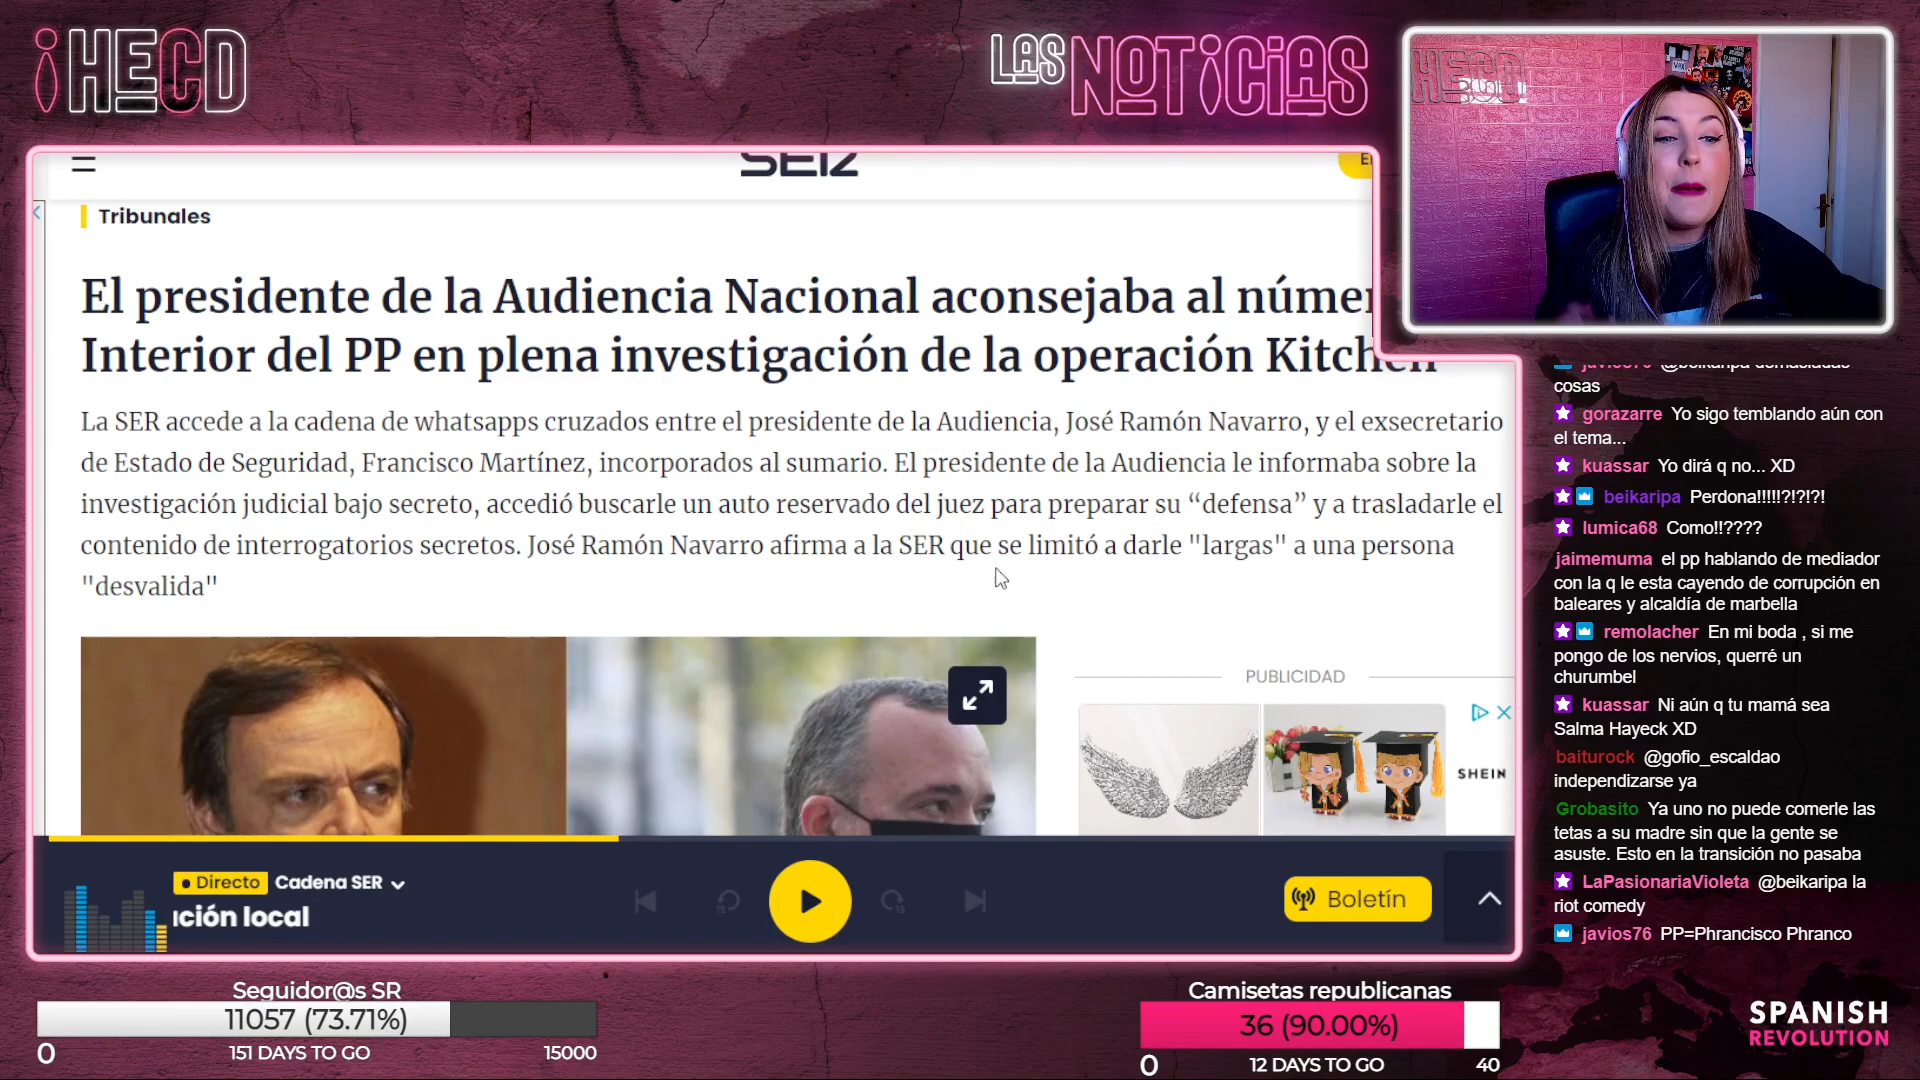 HECD
LAS NOTICIAS
HECD
SER
Tribunales
El presidente de la Audiencia Nacional aconsejaba al
Interior del PP en plena investigación de la operación Kitchen
La SER accede a la cadena de whatsapps cruzados entre el presidente de la Audiencia, José Ramón Navarro, y el exsecretario
de Estado de Seguridad, Francisco Martínez, incorporados al sumario. El presidente de la Audiencia le informaba sobre la
investigación judicial bajo secreto, accedió buscarle un auto reservado del juez para preparar su “defensa” y a trasladarle el
contenido de interrogatorios secretos. José Ramón Navarro afirma a la SER que se limitó a darle "largas" a una persona
"desvalida"
PUBLICIDAD
SHEIN
Directo Cadena SER
ción local
15
15
Boletín
javios76 @beikaripa demasiadas
cosas
gorazarre Yo sigo temblando aún con
el tema...
kuassar Yo dirá q no... XD
beikaripa Perdona!!!!!?!?!?!
lumica68 Como!!????
jaimemuma el pp hablando de mediador
con la q le esta cayendo de corrupción en
baleares y alcaldía de marbella
remolacher En mi boda , si me
pongo de los nervios, querré un
churumbel
kuassar Ni aún q tu mamá sea
Salma Hayeck XD
baiturock @gofio_escaldao
independizarse ya
Grobasito Ya uno no puede comerle las
tetas a su madre sin que la gente se
asuste. Esto en la transición no pasaba
LaPasionariaVioleta @beikaripa la
riot comedy
javios76 PP=Phrancisco Phranco
Seguidor@s SR
11057 (73.71%)
0 151 DAYS TO GO 15000
Camisetas republicanas
36 (90.00%)
0 12 DAYS TO GO 40
SPANISH
REVOLUTION